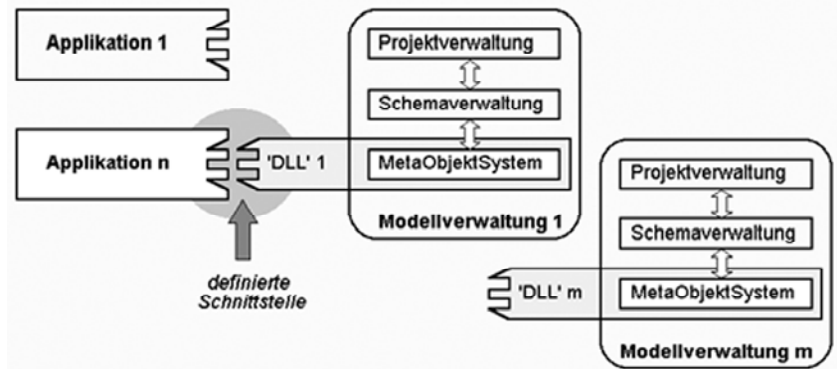 Applikation 1
Applikation n
definierte
Schnittstelle
'DLL' 1
Projektverwaltung
Schemaverwaltung
MetaObjektSystem
Modellverwaltung 1
'DLL' m
Projektverwaltung
Schemaverwaltung
MetaObjektSystem
Modellverwaltung m